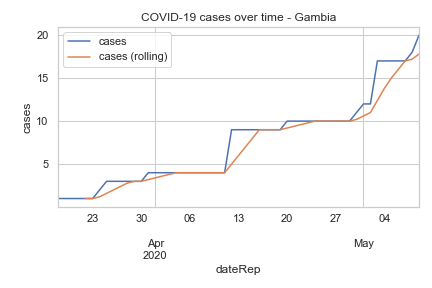 COVID-19 cases over time - Gambia
cases
cases (rolling)
cases
20
15
10
5
23 30 06 13 20 27 04
Apr May
2020
dateRep